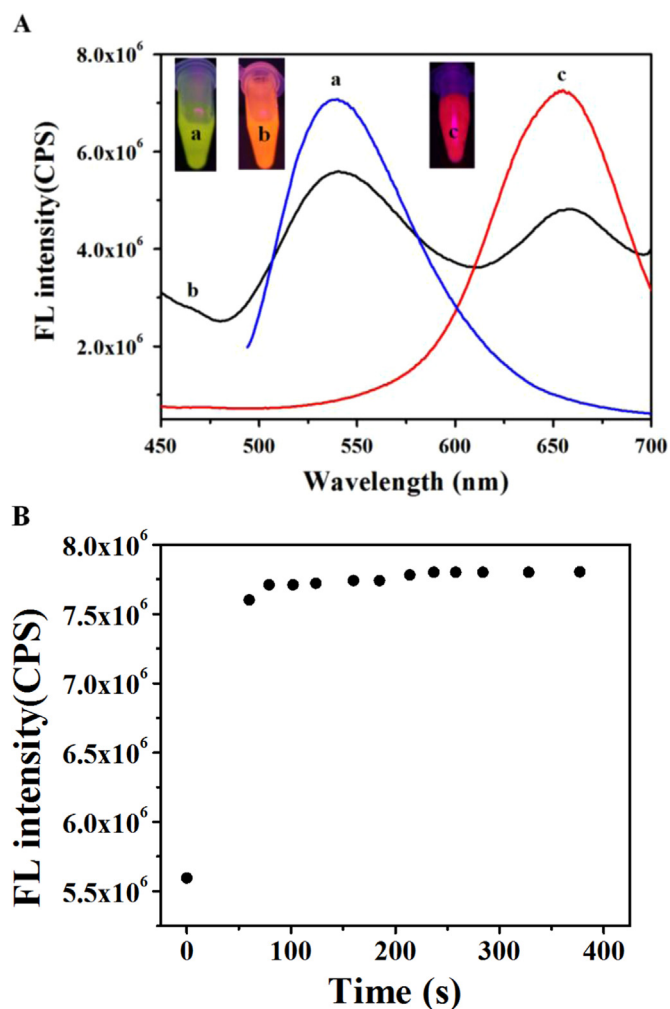 A
8.0x10⁶
6.0x10⁶
4.0x10⁶
2.0x10⁶
FL intensity(CPS)
a
b
a
c
c
b
450 500 550 600 650 700
Wavelength (nm)
B
8.0x10⁶
7.5x10⁶
7.0x10⁶
6.5x10⁶
6.0x10⁶
5.5x10⁶
FL intensity(CPS)
0 100 200 300 400
Time (s)